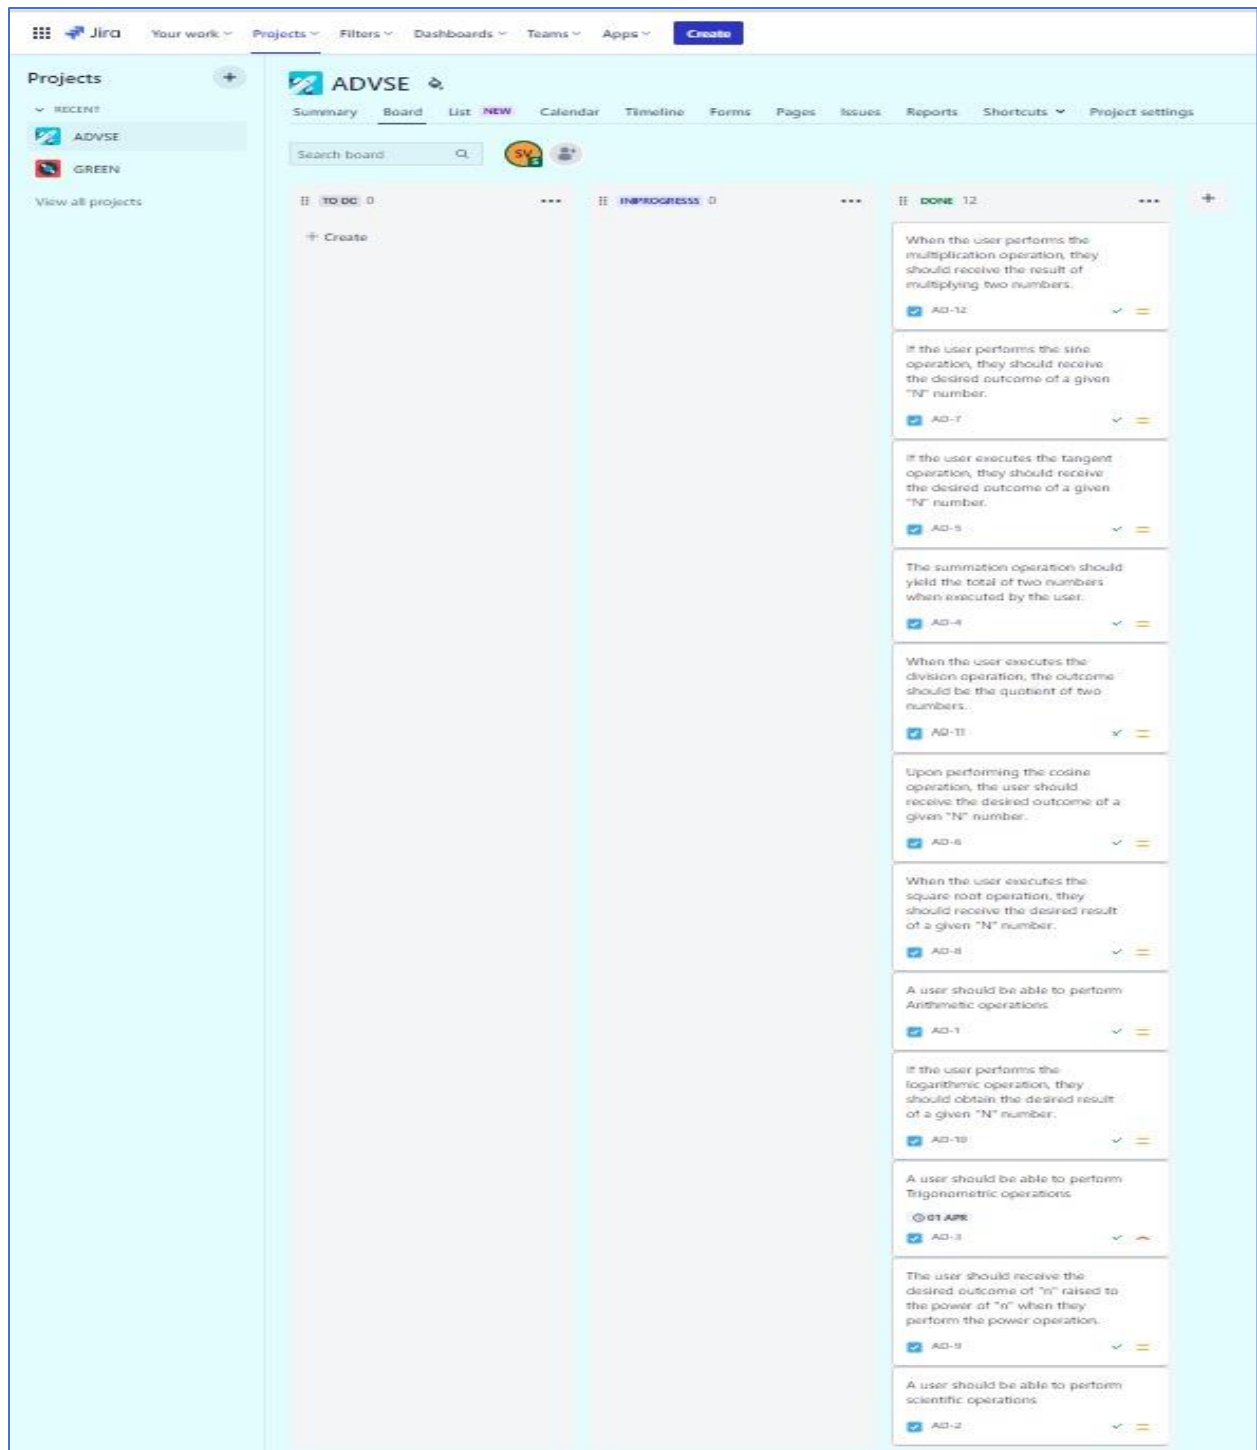 Jira Your work Projects Filters Dashboards Teams Apps Create
Projects
RECENT
ADVSE
GREEN
View all projects
ADVSE
Summary Board List NEW Calendar Timeline Forms Pages Issues Reports Shortcuts Project settings
Search board
SV
TO DO 0
+ Create
INPROGRESSS 0
DONE 12
When the user performs the
multiplication operation, they
should receive the result of
multiplying two numbers.
AD-12
If the user performs the sine
operation, they should receive
the desired outcome of a given
"N" number.
AD-7
If the user executes the tangent
operation, they should receive
the desired outcome of a given
"N" number.
AD-5
The summation operation should
yield the total of two numbers
when executed by the user.
AD-4
When the user executes the
division operation, the outcome
should be the quotient of two
numbers.
AD-11
Upon performing the cosine
operation, the user should
receive the desired outcome of a
given "N" number.
AD-6
When the user executes the
square root operation, they
should receive the desired result
of a given "N" number.
AD-8
A user should be able to perform
Arithmetic operations
AD-1
If the user performs the
logarithmic operation, they
should obtain the desired result
of a given "N" number.
AD-10
A user should be able to perform
Trigonometric operations
01 APR
AD-3
The user should receive the
desired outcome of "n" raised to
the power of "n" when they
perform the power operation.
AD-9
A user should be able to perform
scientific operations
AD-2